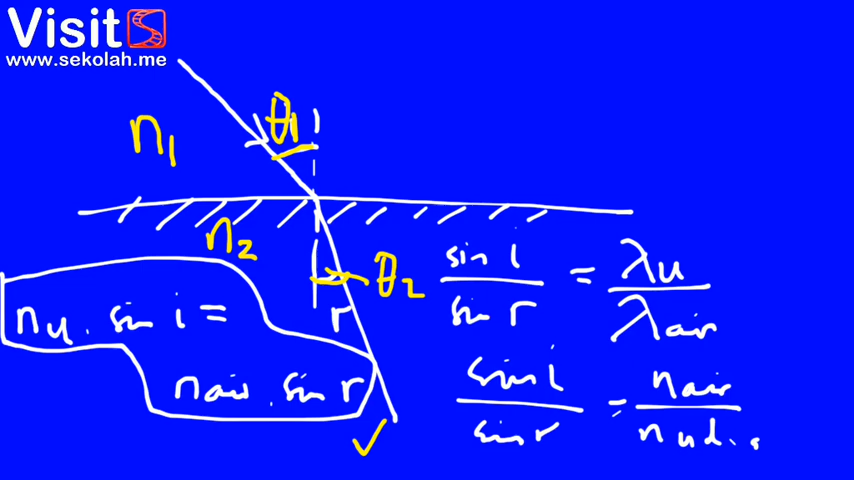 Visit S
www.sekolah.me
θ1
n1
n2
θ2
sin i / sin r = λu / λair
nu . sin i =
r
nair . sin r
sin i / sin r = nair / nud..